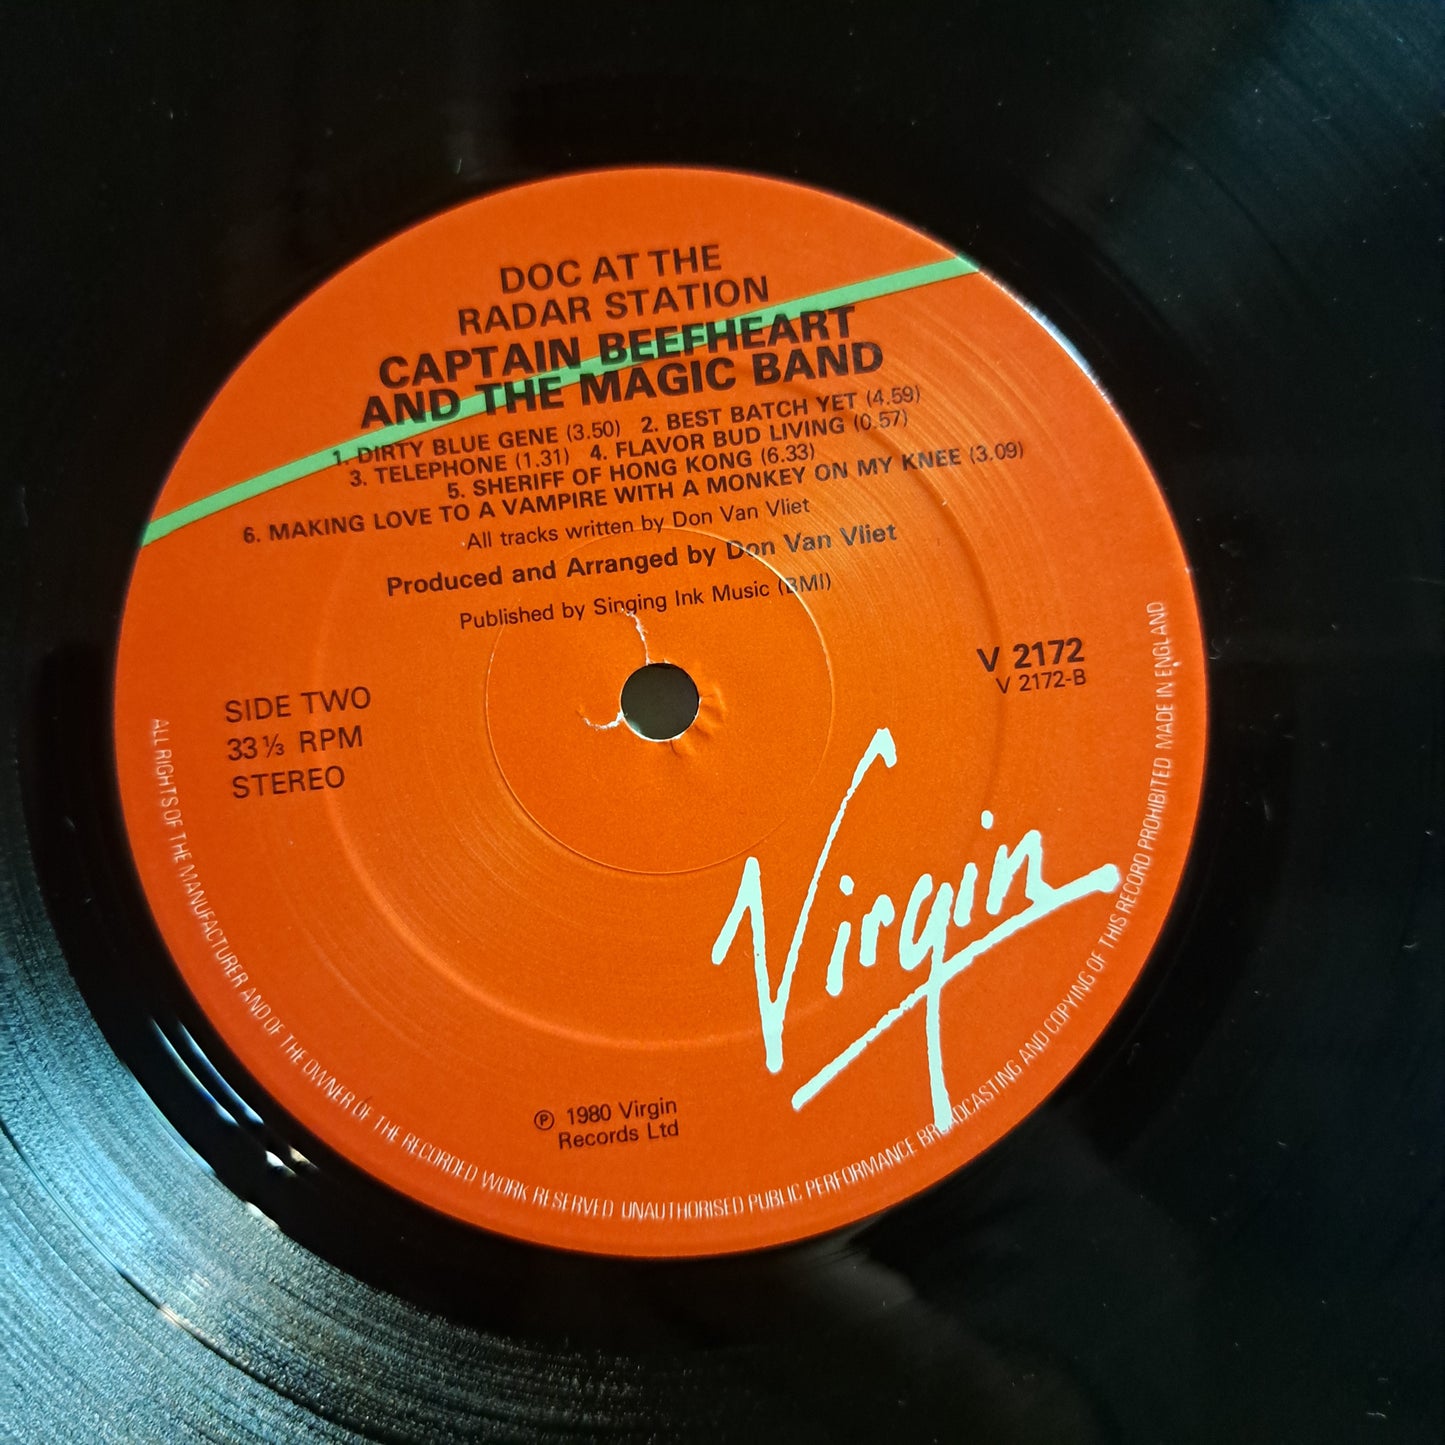 DOC AT THE
RADAR STATION
CAPTAIN BEEFHEART
AND THE MAGIC BAND
1. DIRTY BLUE GENE (3.50) 2. BEST BATCH YET (4.59)
3. TELEPHONE (1.31) 4. FLAVOR BUD LIVING (0.57)
5. SHERIFF OF HONG KONG (6.33)
6. MAKING LOVE TO A VAMPIRE WITH A MONKEY ON MY KNEE (3.09)
All tracks written by Don Van Vliet
Produced and Arranged by Don Van Vliet
Published by Singing Ink Music (BMI)
V 2172
V 2172-B
SIDE TWO
33 ⅓ RPM
STEREO
Virgin
℗ 1980 Virgin
Records Ltd
ALL RIGHTS OF THE MANUFACTURER AND OF THE OWNER OF THE RECORDED WORK RESERVED UNAUTHORISED PUBLIC PERFORMANCE BROADCASTING AND COPYING OF THIS RECORD PROHIBITED MADE IN ENGLAND